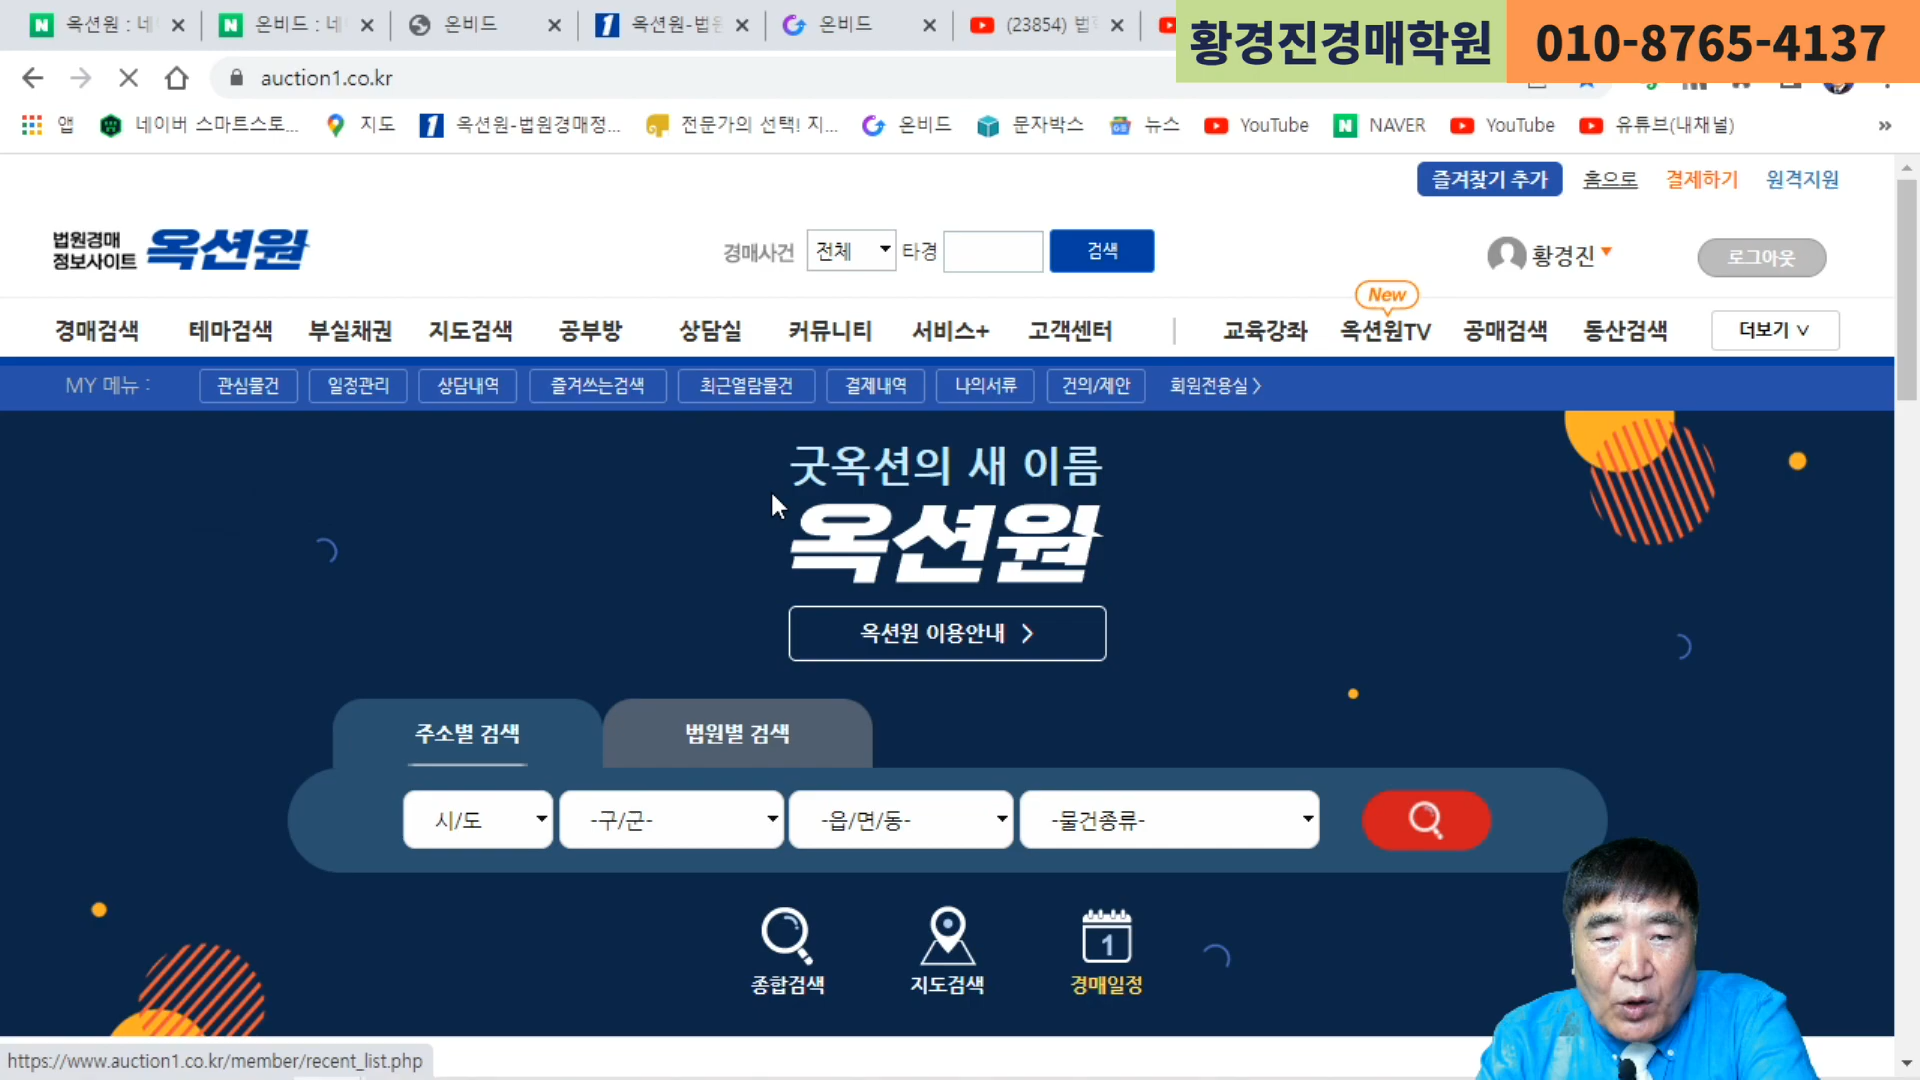 옥션원 : 네
온비드 : 네
온비드
옥션원-법원
온비드
(23854) 법
황경진경매학원
010-8765-4137
auction1.co.kr
앱
네이버 스마트스토...
지도
옥션원-법원경매정...
전문가의 선택! 지...
온비드
문자박스
뉴스
YouTube
NAVER
YouTube
유튜브(내채널)
»
즐겨찾기 추가
홈으로
결제하기
원격지원
법원경매
정보사이트
옥션원
경매사건
전체
타경
검색
황경진
로그아웃
New
경매검색
테마검색
부실채권
지도검색
공부방
상담실
커뮤니티
서비스+
고객센터
교육강좌
옥션원TV
공매검색
동산검색
더보기 ∨
MY 메뉴 :
관심물건
일정관리
상담내역
즐겨쓰는검색
최근열람물건
결제내역
나의서류
건의/제안
회원전용실 >
굿옥션의 새 이름
옥션원
옥션원 이용안내 >
주소별 검색
법원별 검색
시/도
-구/군-
-읍/면/동-
-물건종류-
1
종합검색
지도검색
경매일정
https://www.auction1.co.kr/member/recent_list.php